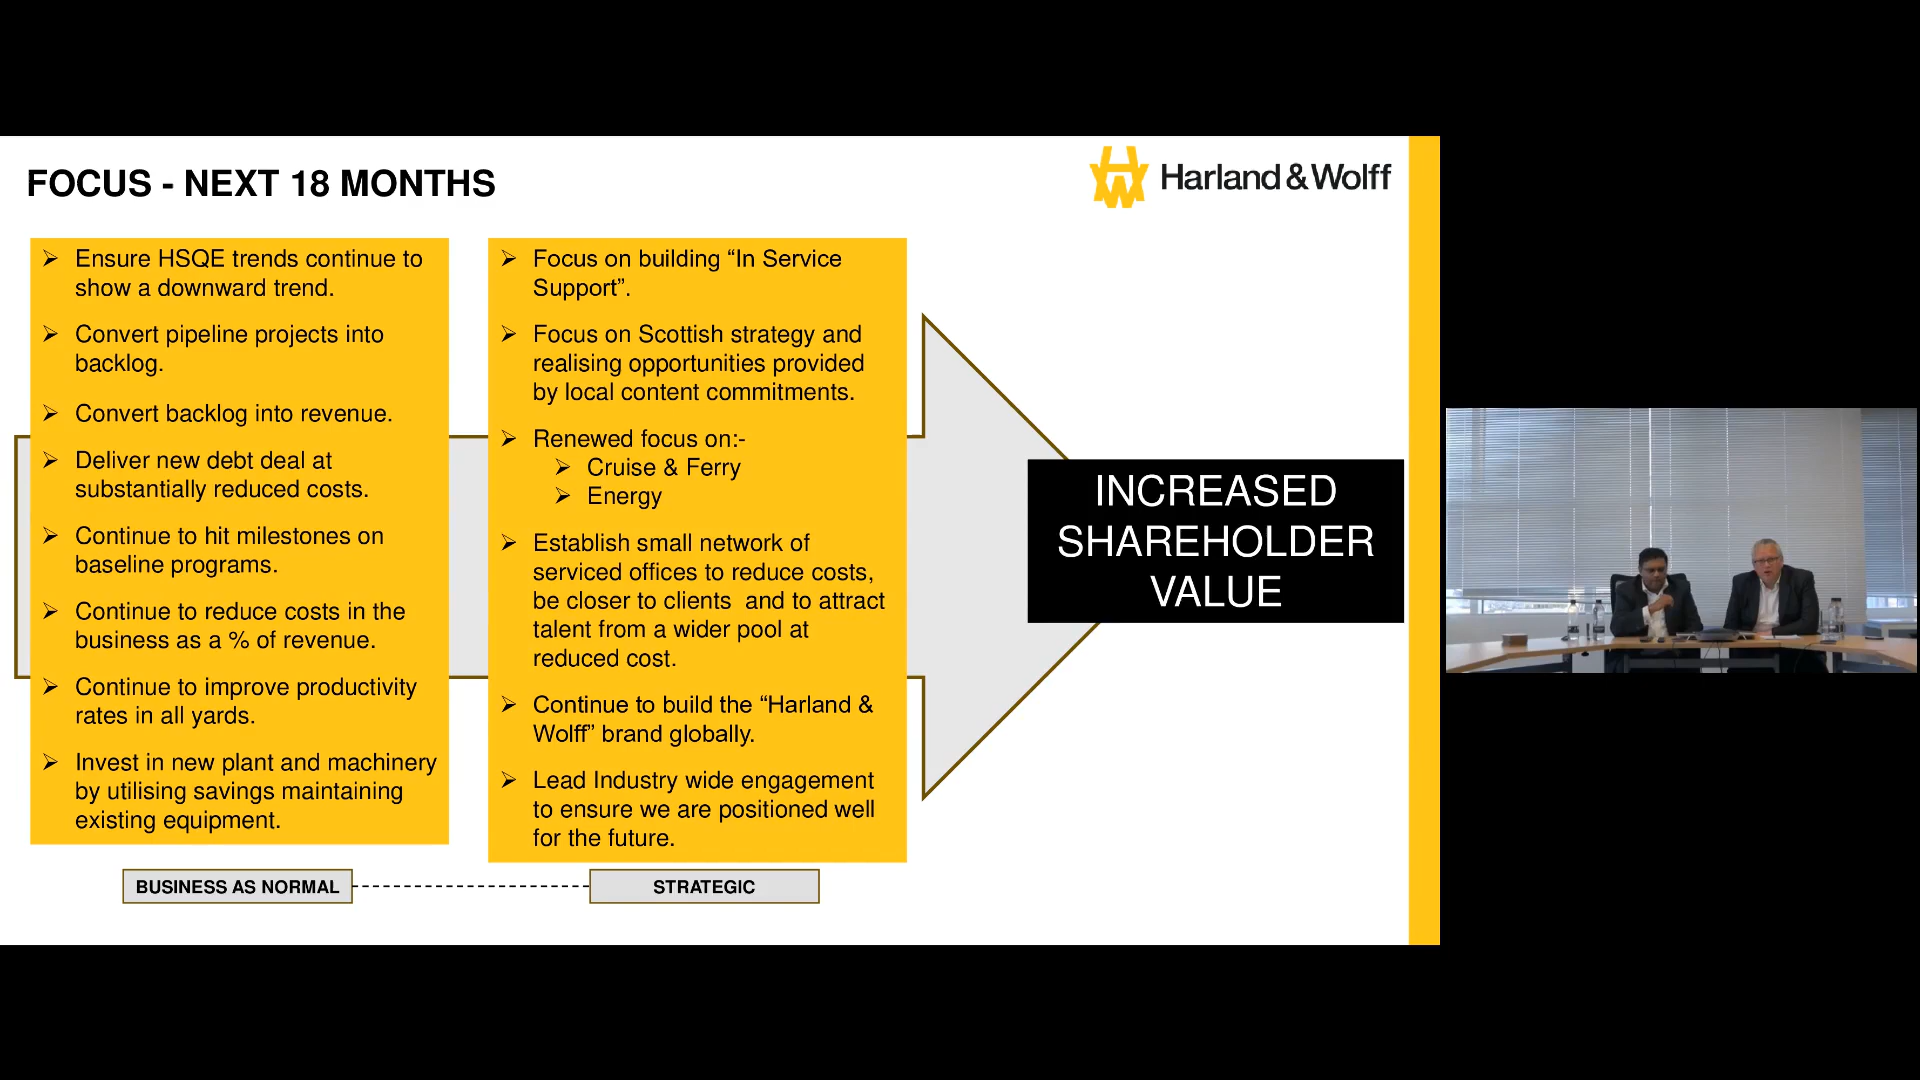 FOCUS - NEXT 18 MONTHS
Harland & Wolff
➢ Ensure HSQE trends continue to
show a downward trend.
➢ Convert pipeline projects into
backlog.
➢ Convert backlog into revenue.
➢ Deliver new debt deal at
substantially reduced costs.
➢ Continue to hit milestones on
baseline programs.
➢ Continue to reduce costs in the
business as a % of revenue.
➢ Continue to improve productivity
rates in all yards.
➢ Invest in new plant and machinery
by utilising savings maintaining
existing equipment.
BUSINESS AS NORMAL
➢ Focus on building “In Service
Support”.
➢ Focus on Scottish strategy and
realising opportunities provided
by local content commitments.
➢ Renewed focus on:-
➢ Cruise & Ferry
➢ Energy
➢ Establish small network of
serviced offices to reduce costs,
be closer to clients  and to attract
talent from a wider pool at
reduced cost.
➢ Continue to build the “Harland &
Wolff” brand globally.
➢ Lead Industry wide engagement
to ensure we are positioned well
for the future.
STRATEGIC
INCREASED
SHAREHOLDER
VALUE